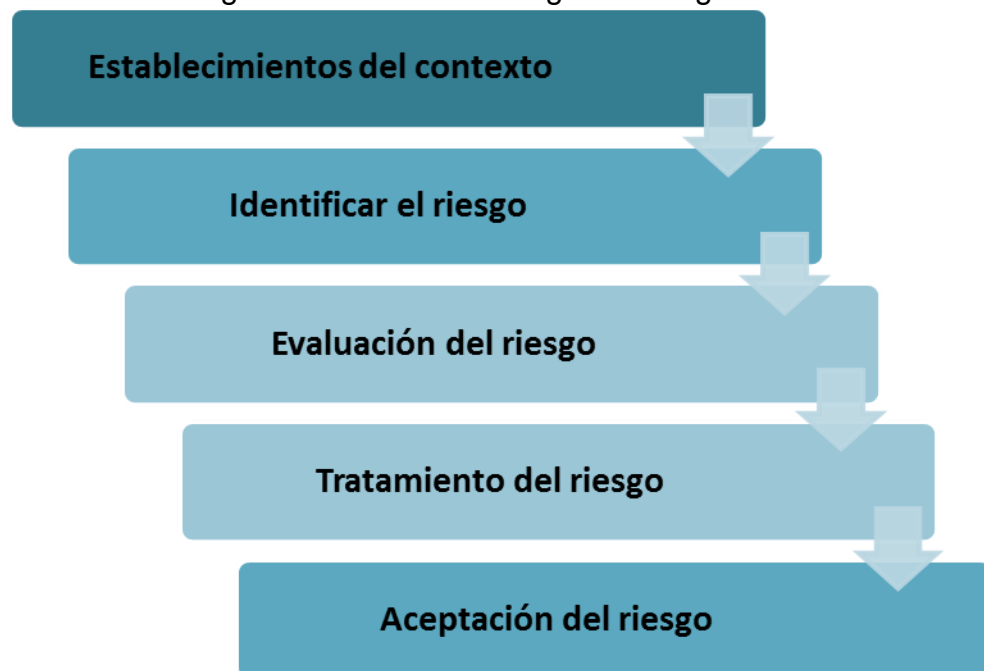 Establecimientos del contexto
Identificar el riesgo
Evaluación del riesgo
Tratamiento del riesgo
Aceptación del riesgo